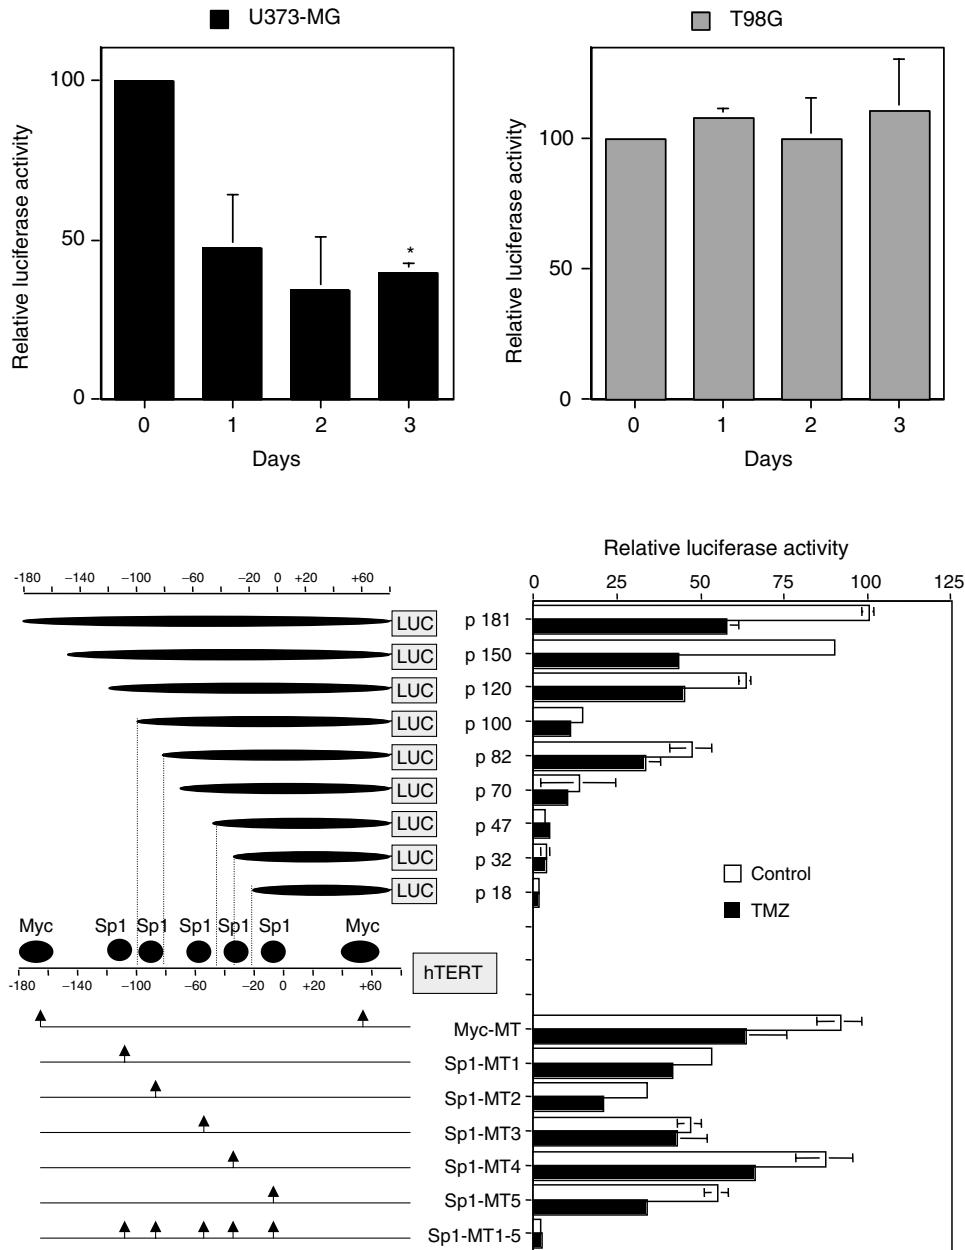 U373-MG
T98G
Relative luciferase activity
100
50
0
0 1 2 3
Days
*
Relative luciferase activity
100
50
0
0 1 2 3
Days
Relative luciferase activity
-180 −140 −100 −60 −20 0 +20 +60
0 25 50 75 100 125
LUC p 181
LUC p 150
LUC p 120
LUC p 100
LUC p 82
LUC p 70
LUC p 47
LUC p 32
LUC p 18
Control
TMZ
Myc Sp1 Sp1 Sp1 Sp1 Sp1 Myc
hTERT
-180 −140 −100 −60 −20 0 +20 +60
Myc-MT
Sp1-MT1
Sp1-MT2
Sp1-MT3
Sp1-MT4
Sp1-MT5
Sp1-MT1-5